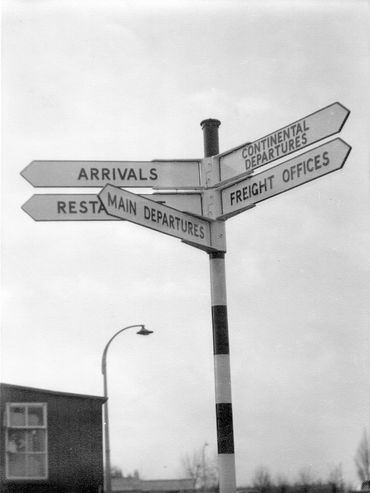 ARRIVALS
RESTA
MAIN DEPARTURES
CONTINENTAL
DEPARTURES
FREIGHT OFFICES